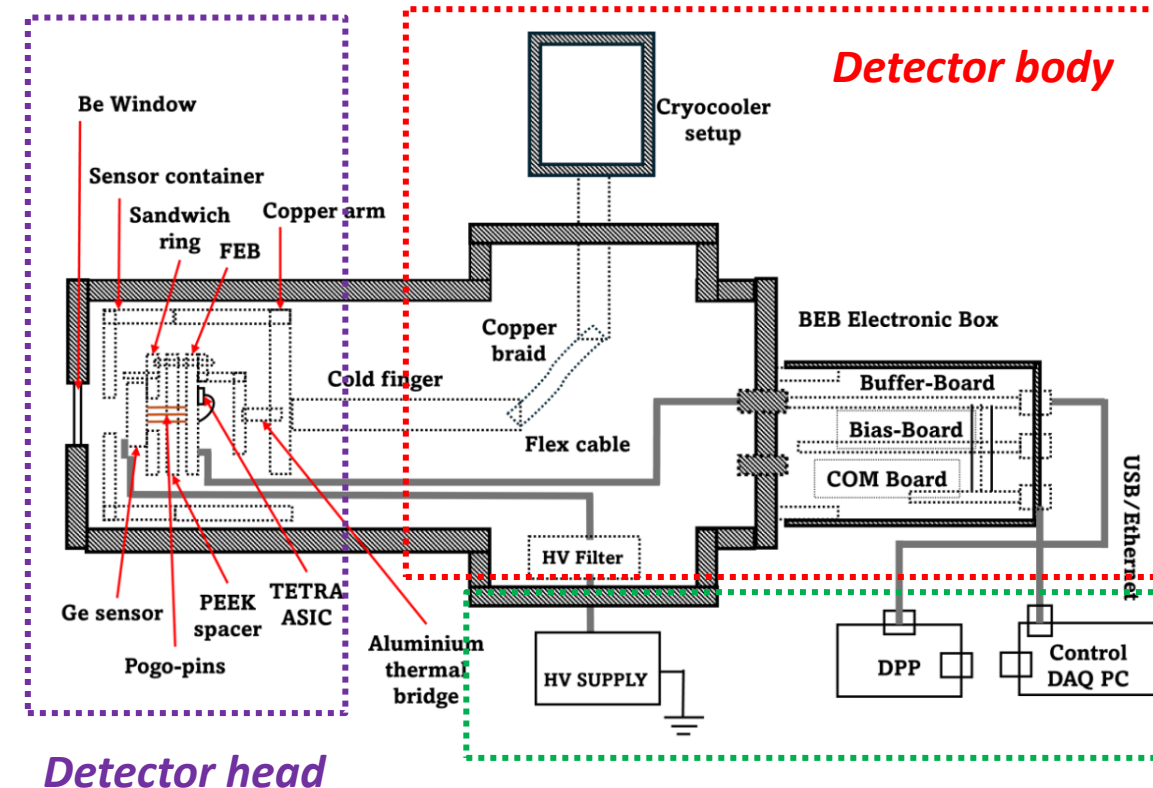 Detector body
Be Window
Cryocooler
setup
Sensor container
Sandwich
ring
Copper arm
FEB
Copper
braid
BEB Electronic Box
Cold finger
Buffer-Board
Flex cable
Bias-Board
COM Board
USB/Ethernet
HV Filter
Ge sensor
PEEK
spacer
TETRA
ASIC
Pogo-pins
Aluminium
thermal
bridge
HV SUPPLY
DPP
Control
DAQ PC
Detector head